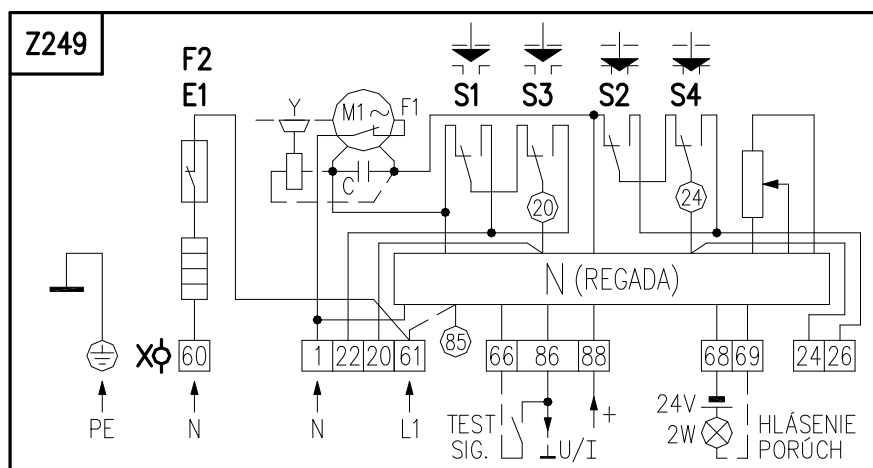 Z249
F2
E1
Y
M1
F1
S1
S3
S2
S4
C
20
24
N (REGADA)
X
60
1
22
20
61
85
66
86
88
68
69
24
26
PE
N
N
L1
TEST
SIG.
U/I
+
24V
2W
HLÁSENIE
PORÚCH